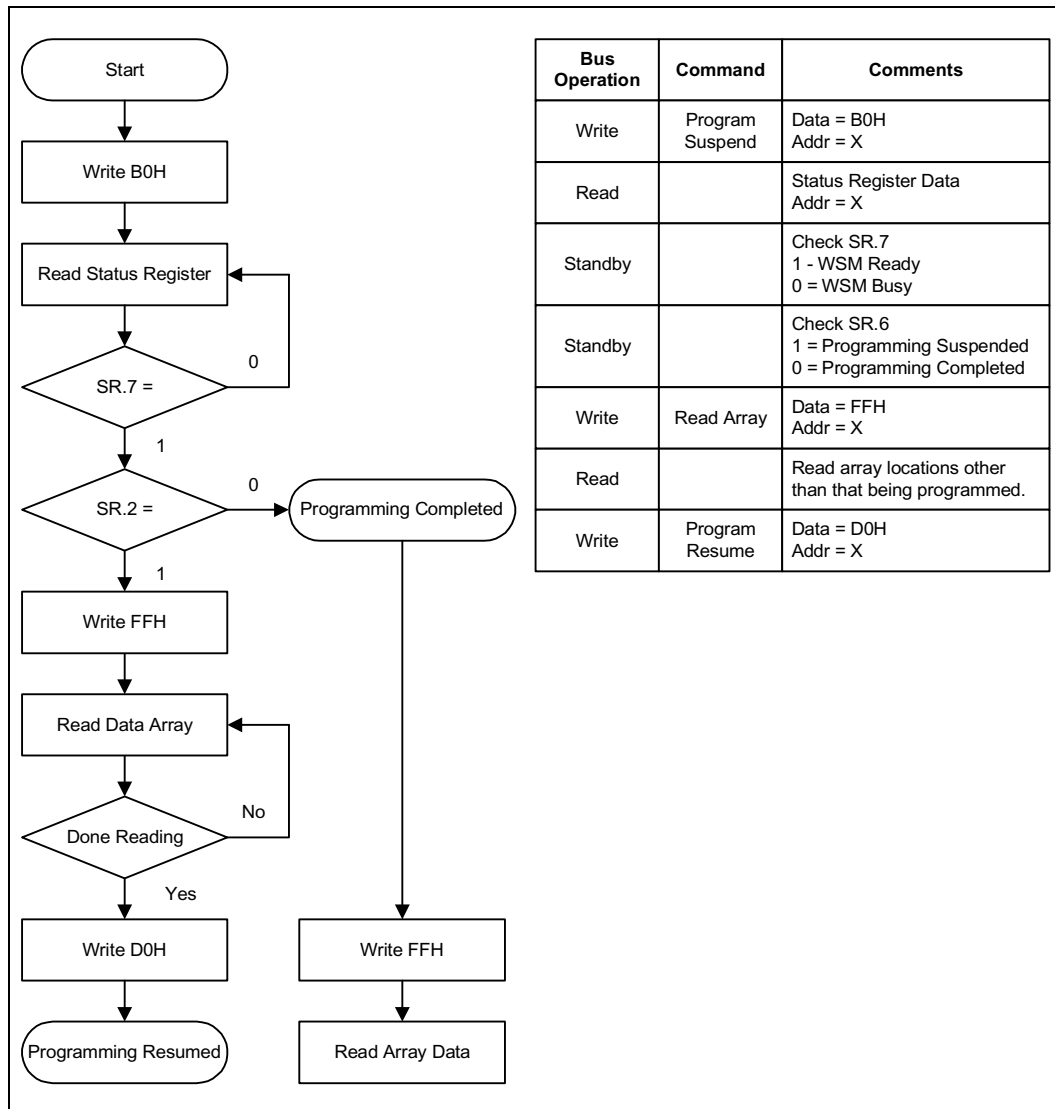 Start
Write B0H
Read Status Register
0
SR.7 =
1
SR.2 =
0
Programming Completed
1
Write FFH
Read Data Array
No
Done Reading
Yes
Write D0H
Write FFH
Programming Resumed
Read Array Data
Bus
Operation
Command
Comments
Write
Program
Suspend
Data = B0H
Addr = X
Read
Status Register Data
Addr = X
Standby
Check SR.7
1 - WSM Ready
0 = WSM Busy
Standby
Check SR.6
1 = Programming Suspended
0 = Programming Completed
Write
Read Array
Data = FFH
Addr = X
Read
Read array locations other
than that being programmed.
Write
Program
Resume
Data = D0H
Addr = X